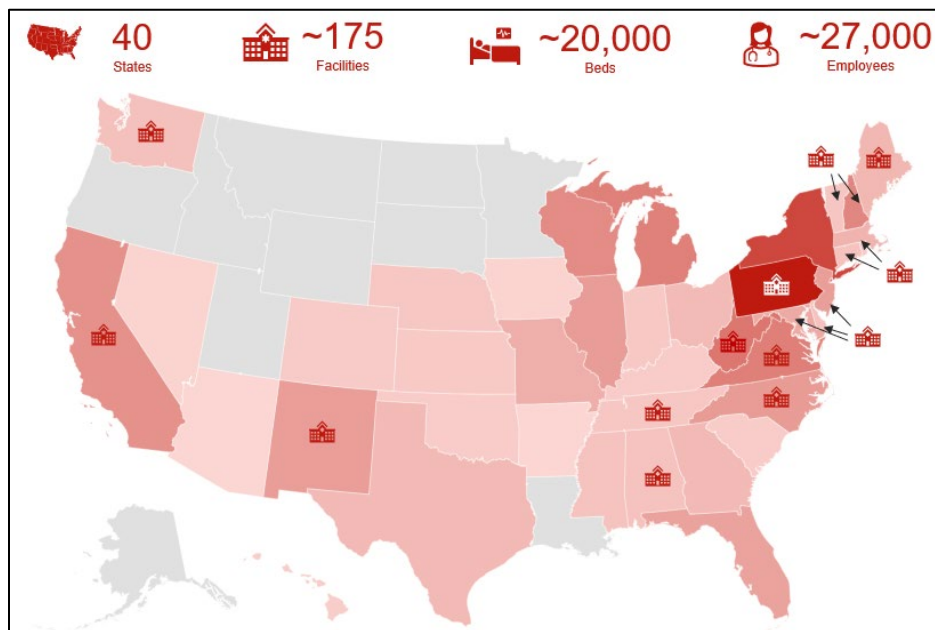 40
States
~175
Facilities
~20,000
Beds
~27,000
Employees